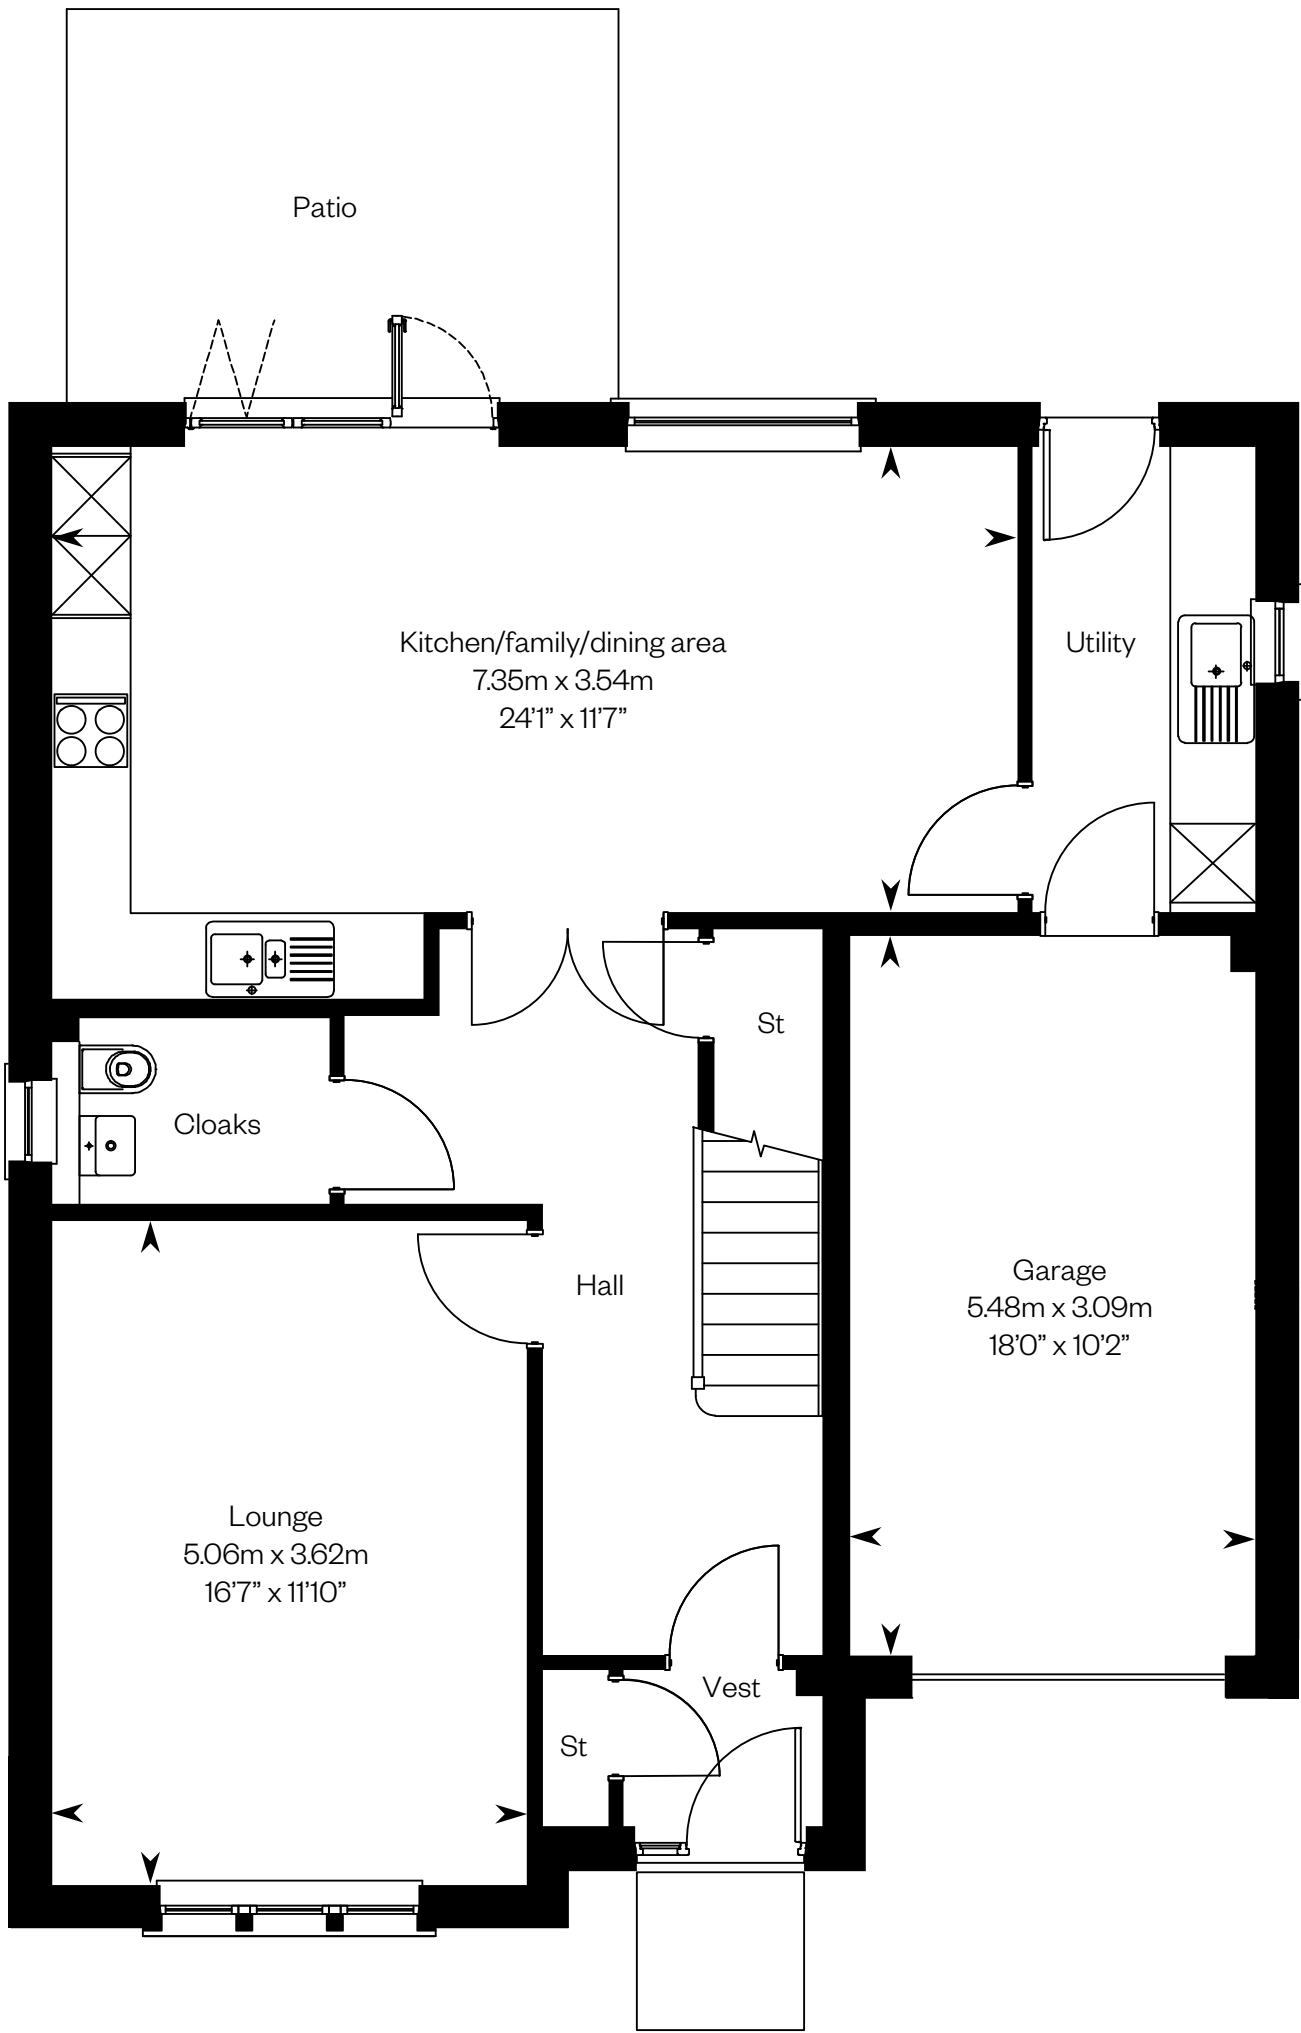 Patio
Kitchen/family/dining area
7.35m x 3.54m
24’1” x 11’7”
Utility
St
Cloaks
Hall
Garage
5.48m x 3.09m
18’0” x 10’2”
Lounge
5.06m x 3.62m
16’7” x 11’10”
Vest
St